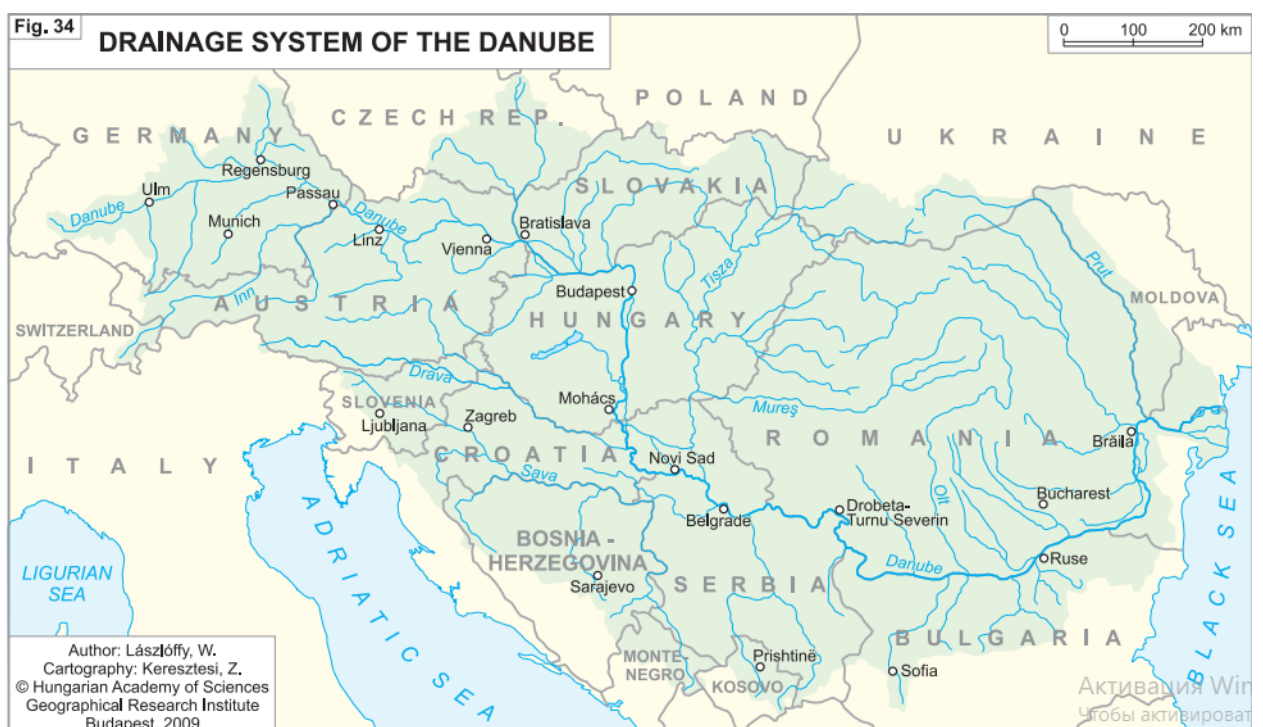 Fig. 34
DRAINAGE SYSTEM OF THE DANUBE
0 100 200 km
POLAND
CZECH REP.
GERMANY
UKRAINE
Regensburg
SLOVAKIA
Ulm
Passau
Danube
Danube
Munich
Linz
Bratislava
Vienna
Prut
Tisza
Inn
Budapest
AUSTRIA
MOLDOVA
HUNGARY
SWITZERLAND
Drava
Mohács
SLOVENIA
Mureş
Ljubljana
Zagreb
ROMANIA
Brăila
CROATIA
Novi Sad
ITALY
Sava
Olt
Bucharest
Drobeta-
Turnu Severin
Belgrade
BOSNIA -
HERZEGOVINA
ADRIATIC SEA
BLACK SEA
Danube
Ruse
LIGURIAN
SEA
Sarajevo
SERBIA
BULGARIA
MONTE-
NEGRO
Prishtinë
KOSOVO
Sofia
Author: Lászlóffy, W.
Cartography: Keresztesi, Z.
© Hungarian Academy of Sciences
Geographical Research Institute
Budapest, 2009
Активация Win
Чтобы активироват